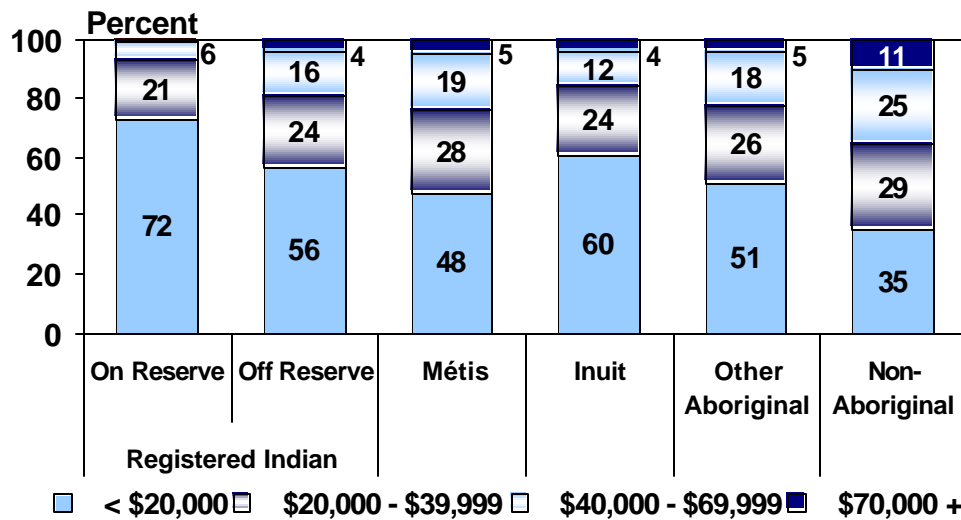 Percent
100
80
60
40
20
0
6
21
72
4
16
24
56
5
19
28
48
4
12
24
60
5
18
26
51
11
25
29
35
On Reserve
Off Reserve
Métis
Inuit
Other
Aboriginal
Non-
Aboriginal
Registered Indian
< $20,000 $20,000 - $39,999 $40,000 - $69,999 $70,000 +